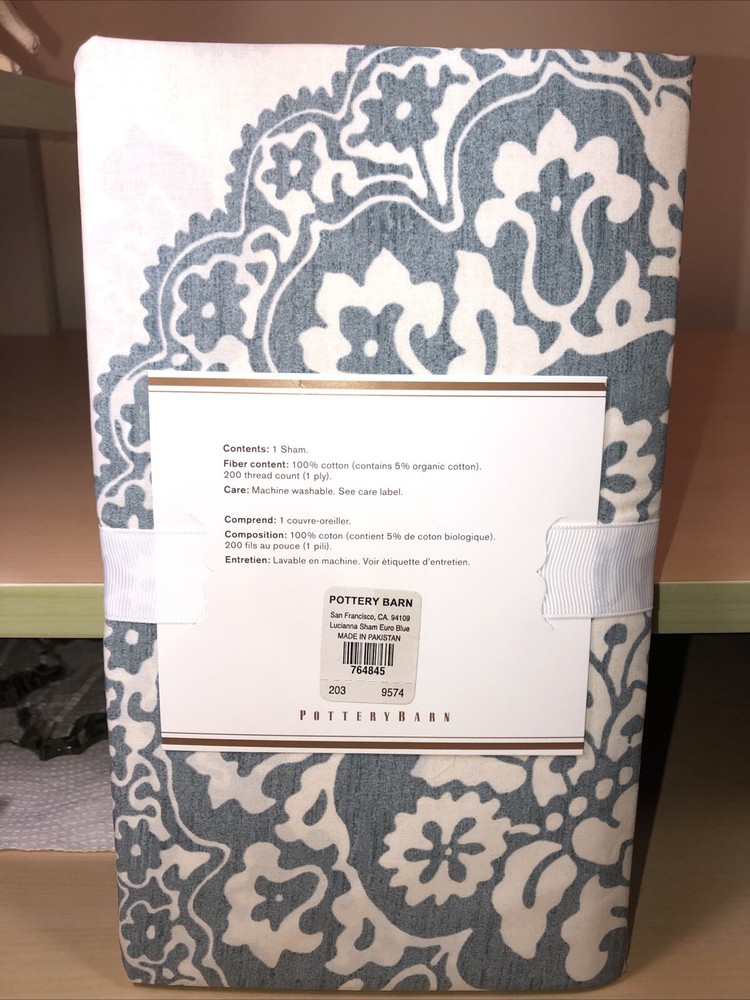 Contents: 1 Sham.
Fiber content: 100% cotton (contains 5% organic cotton).
200 thread count (1 ply).
Care: Machine washable. See care label.
Comprend: 1 couvre-oreiller.
Composition: 100% coton (contient 5% de coton biologique).
200 fils au pouce (1 pili).
Entretien: Lavable en machine. Voir étiquette d'entretien.
POTTERY BARN
San Francisco, CA. 94109
Lucianna Sham Euro Blue
MADE IN PAKISTAN
764845
203 9574
POTTERYBARN